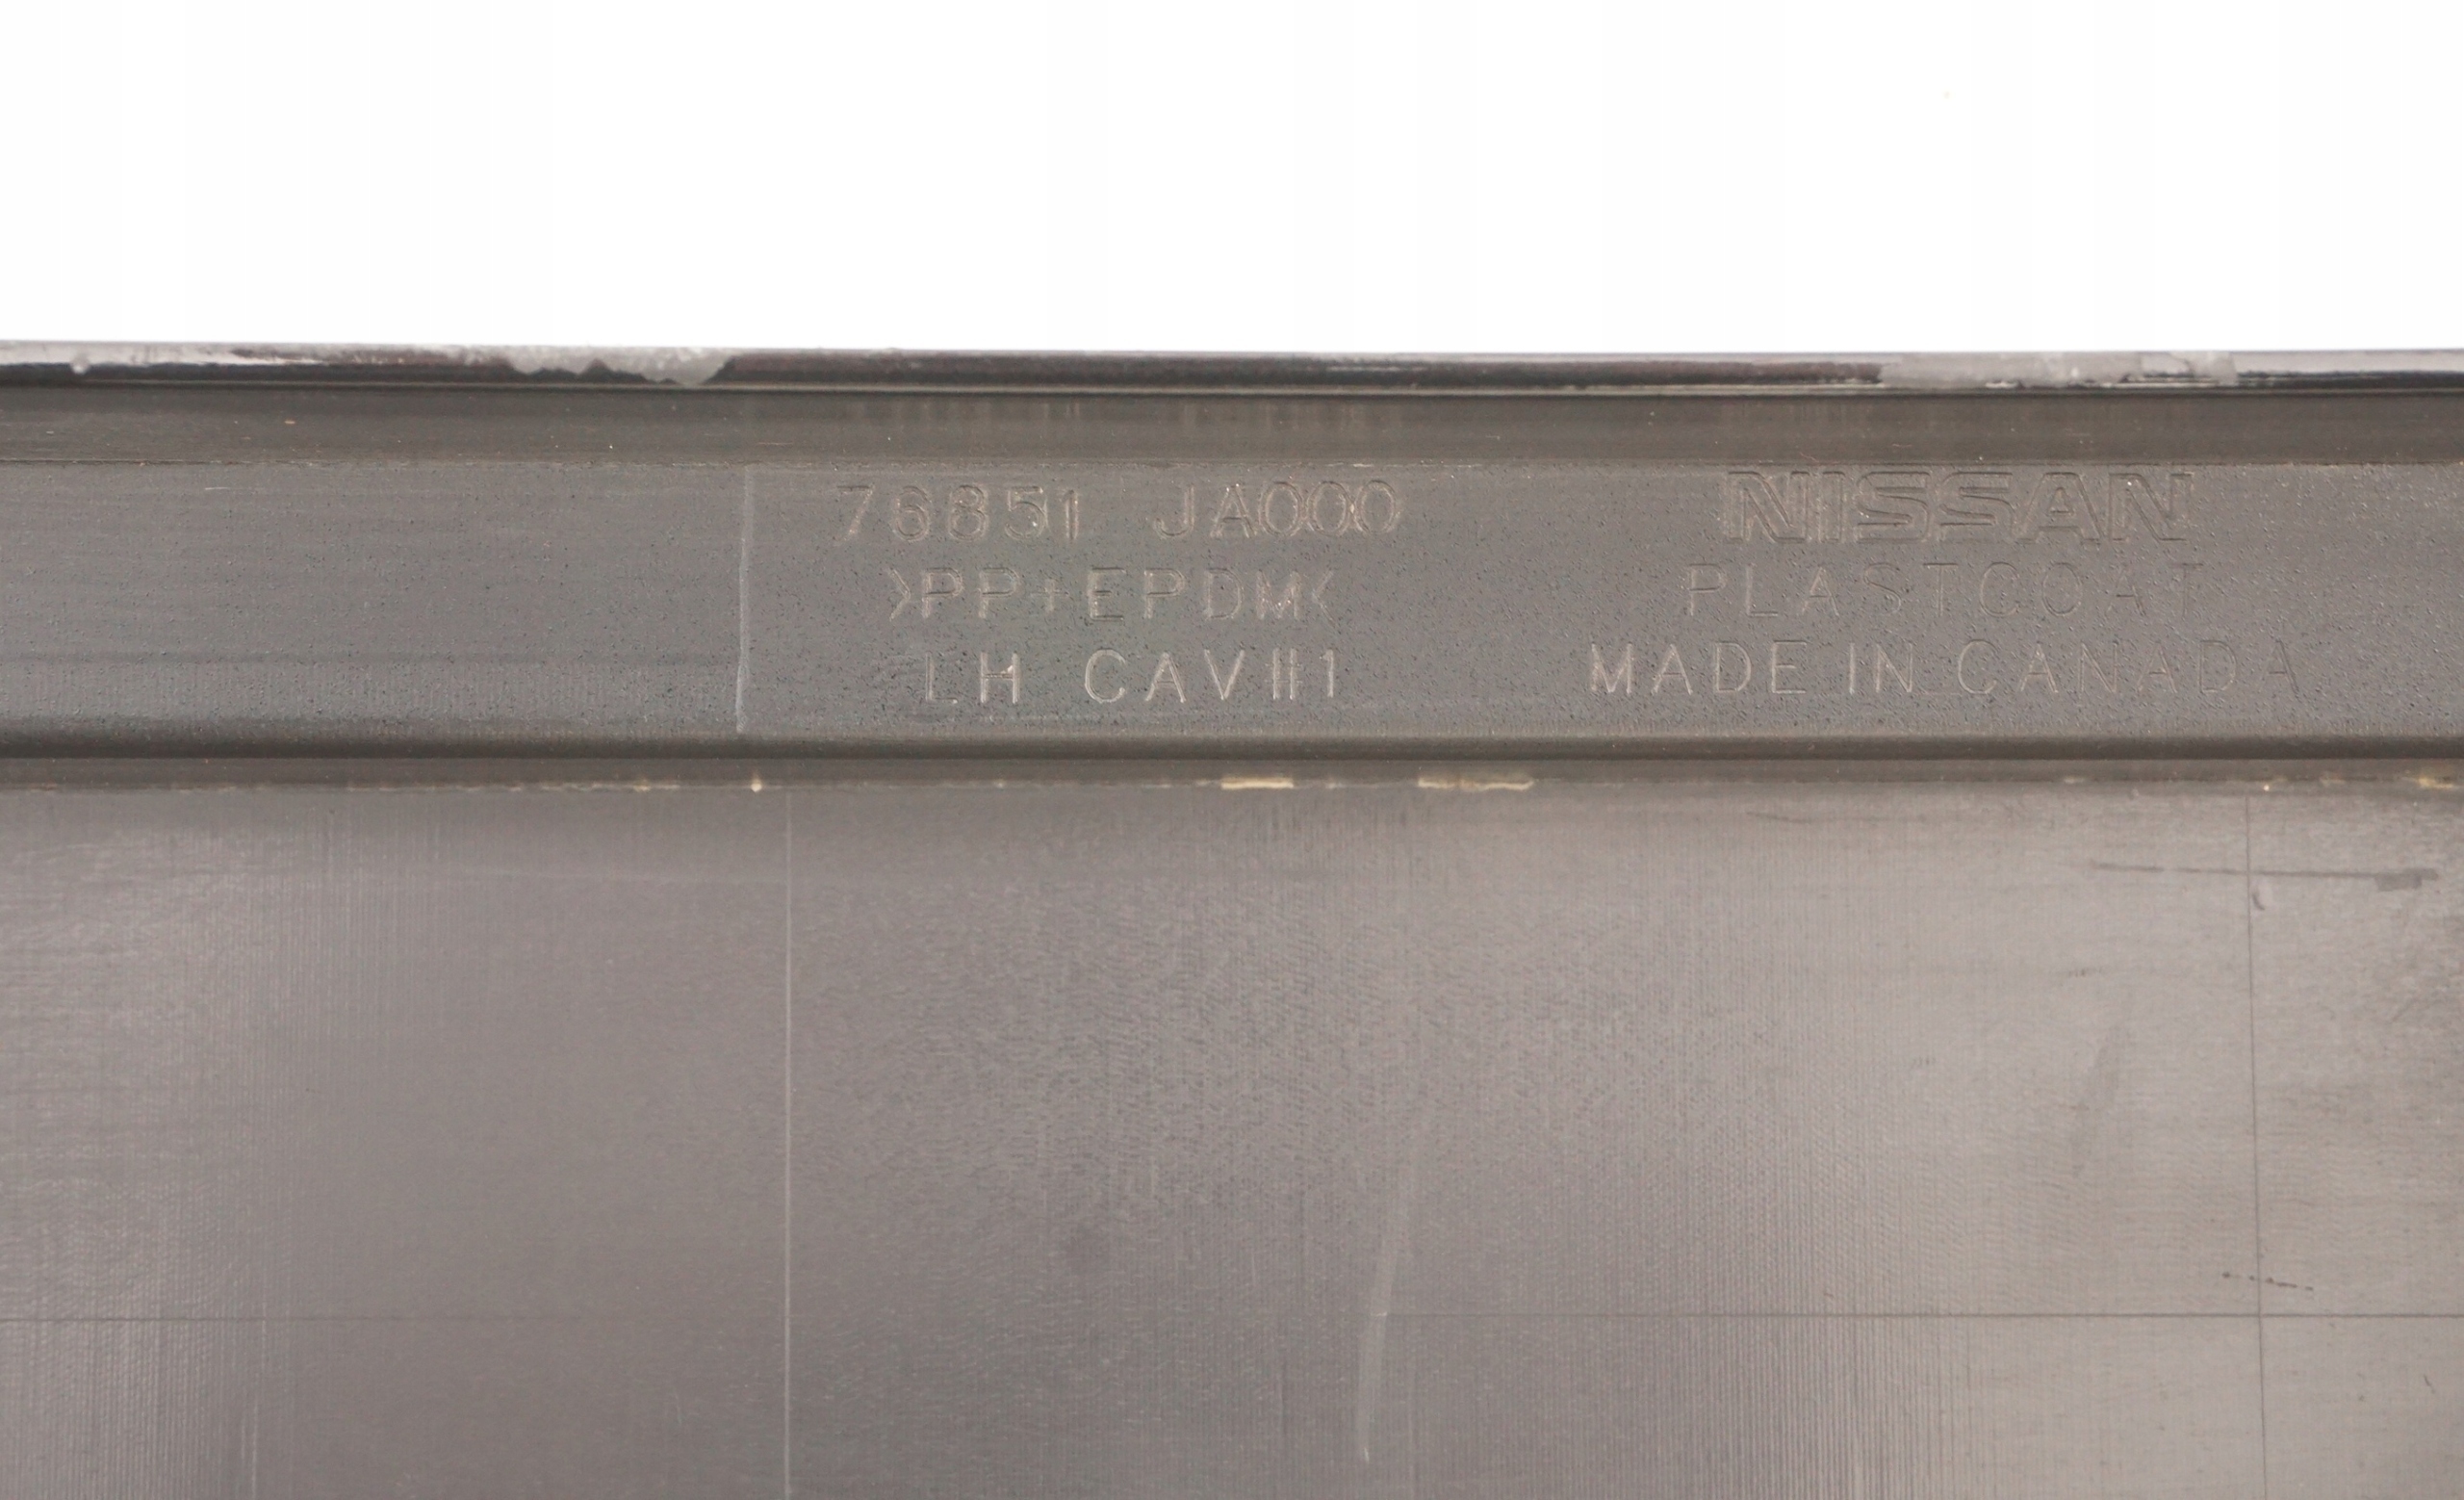 76851 JA000
>PP+EPDM<
LH CAV#1
NISSAN
PLASTCOAT
MADE IN CANADA